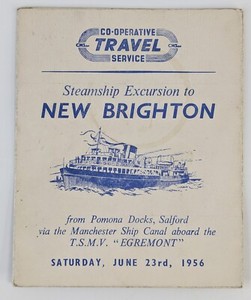 CO-OPERATIVE
TRAVEL
SERVICE
Steamship Excursion to
NEW BRIGHTON
from Pomona Docks, Salford
via the Manchester Ship Canal aboard the
T.S.M.V. "EGREMONT"
SATURDAY, JUNE 23rd, 1956